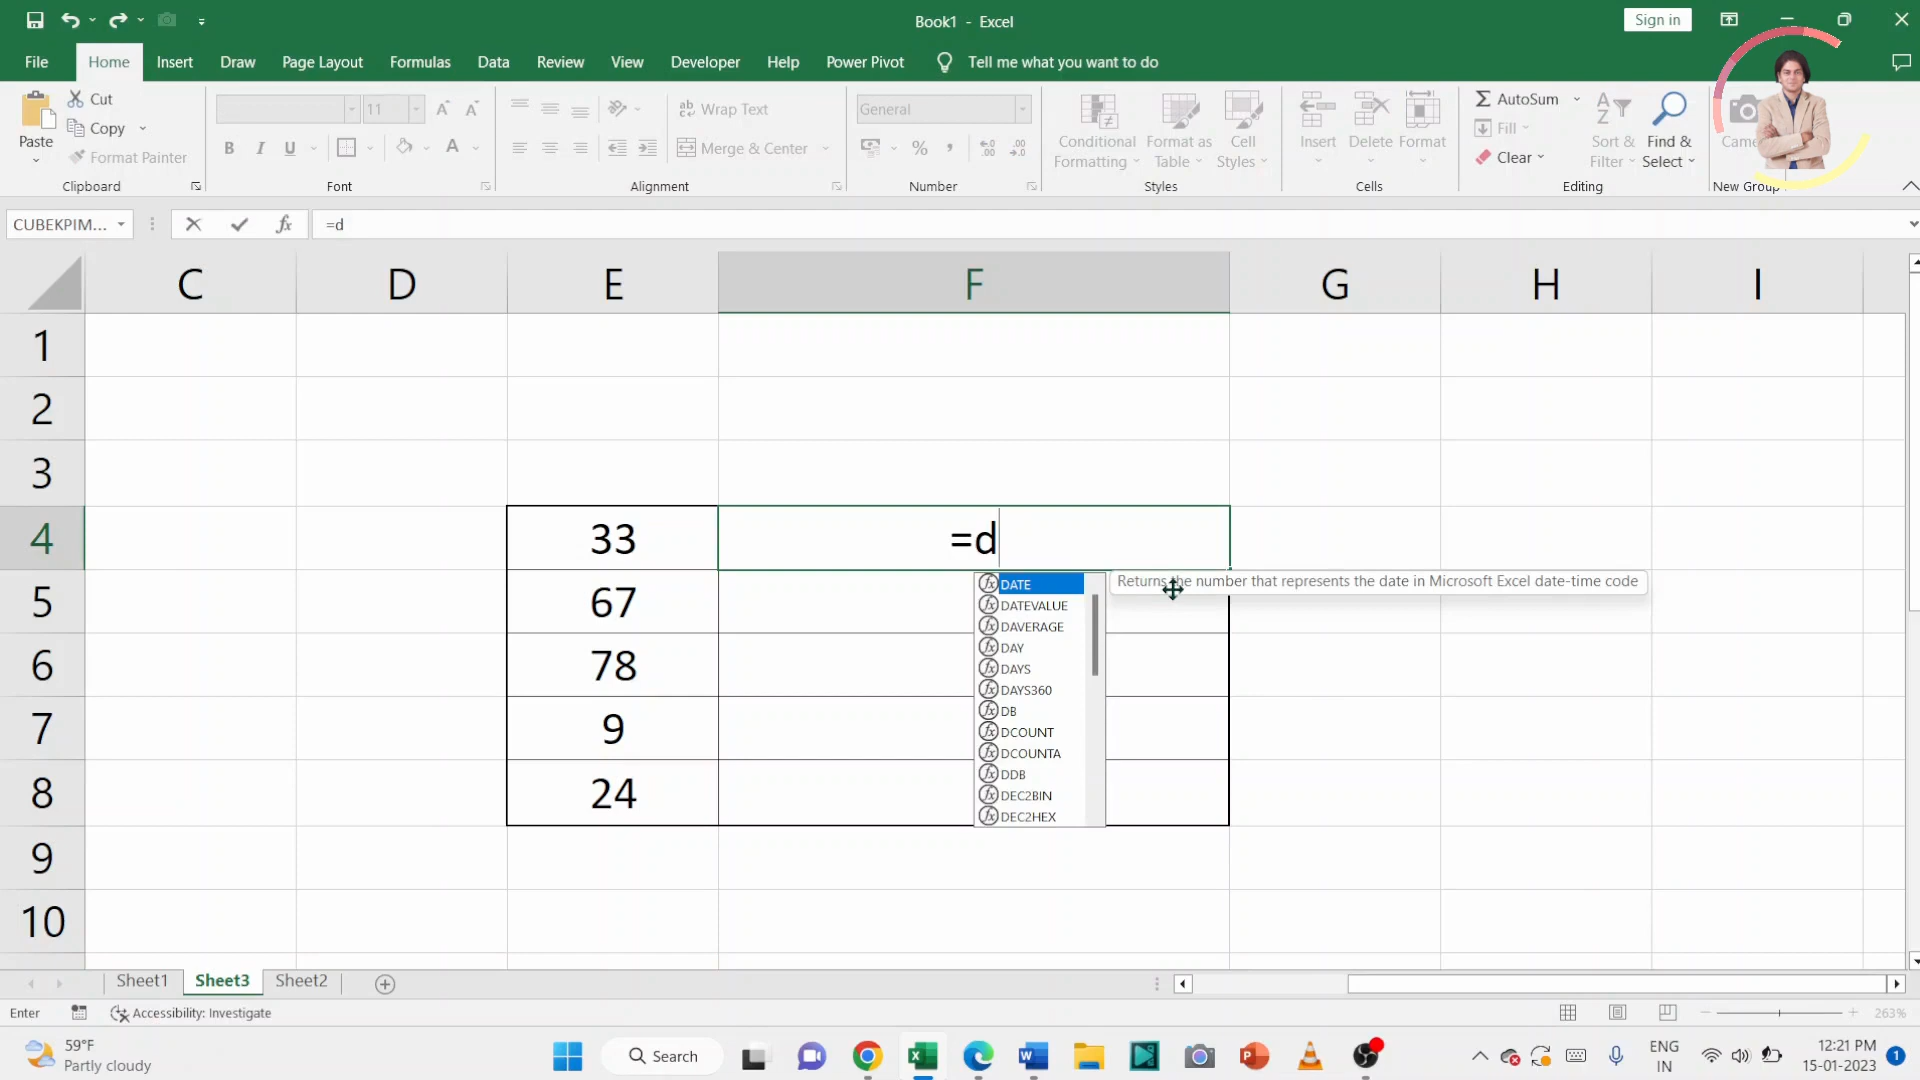 Book1 - Excel
Sign in
File Home Insert Draw Page Layout Formulas Data Review View Developer Help Power Pivot Tell me what you want to do
Paste
Cut
Copy
Format Painter
Clipboard
11
B I U
A
Font
Wrap Text
Merge & Center
Alignment
General
%
Number
Conditional Formatting
Format as Table
Cell Styles
Styles
Insert
Delete
Format
Cells
AutoSum
Fill
Clear
Sort & Filter
Find & Select
Editing
New Group
CUBEKPIM... fx =d
C D E F G H I
1
2
3
4 33 =d
5 67
6 78
7 9
8 24
9
10
DATE
DATEVALUE
DAVERAGE
DAY
DAYS
DAYS360
DB
DCOUNT
DCOUNTA
DDB
DEC2BIN
DEC2HEX
Returns the number that represents the date in Microsoft Excel date-time code
Sheet1 Sheet3 Sheet2
Enter Accessibility: Investigate 263%
59°F
Partly cloudy
Search
ENG
IN
12:21 PM
15-01-2023
1